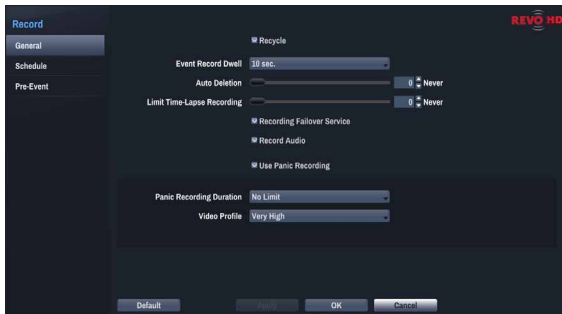 Record
REVO HD
General
Recycle
Schedule
Event Record Dwell 10 sec.
Pre-Event
Auto Deletion 0 Never
Limit Time-Lapse Recording 0 Never
Recording Failover Service
Record Audio
Use Panic Recording
Panic Recording Duration No Limit
Video Profile Very High
Default Apply OK Cancel